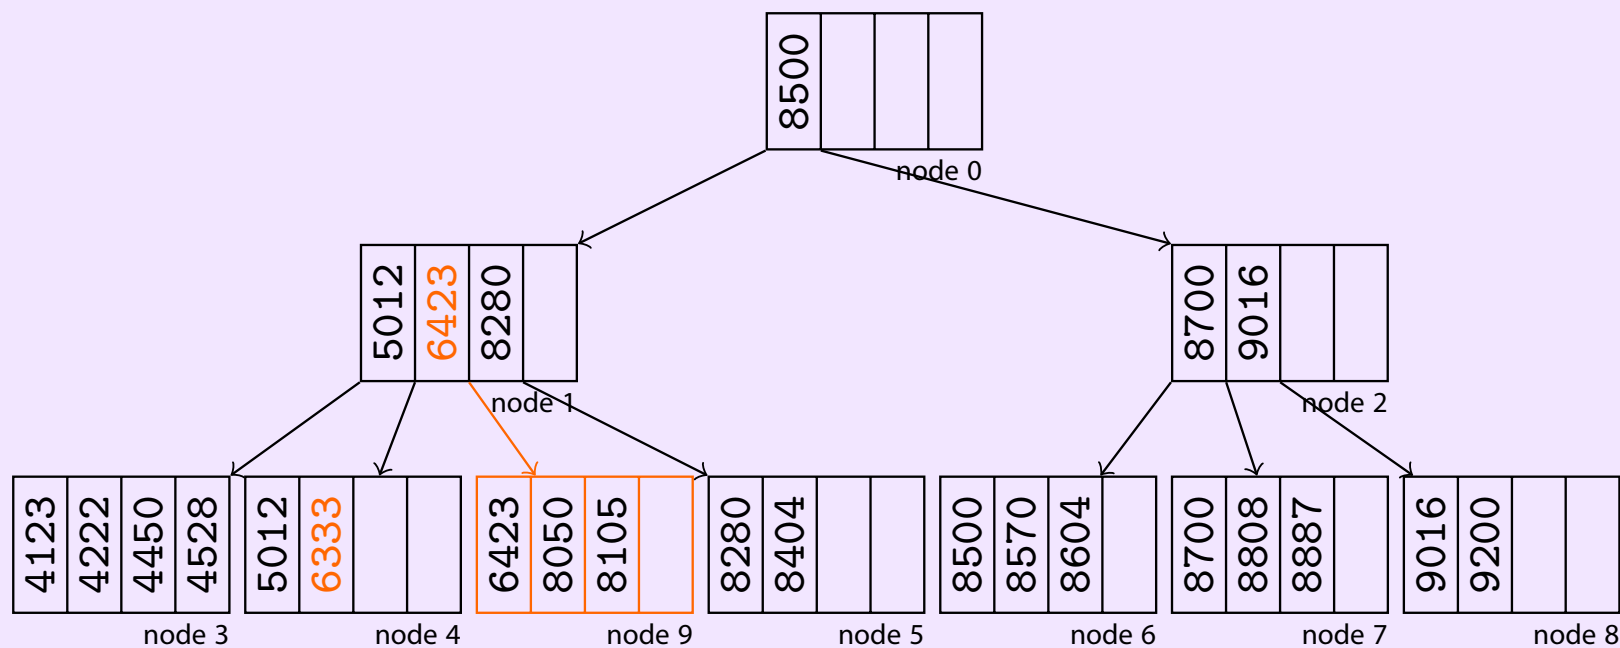 8500
node 0
5012 6423 8280
node 1
8700 9016
node 2
4123 4222 4450 4528
node 3
5012 6333
node 4
6423 8050 8105
node 9
8280 8404
node 5
8500 8570 8604
node 6
8700 8808 8887
node 7
9016 9200
node 8